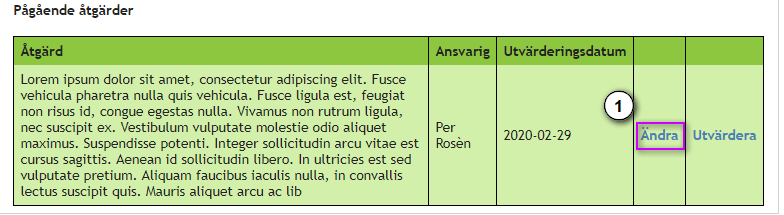 Pågående åtgärder
Åtgärd Ansvarig Utvärderingsdatum
Lorem ipsum dolor sit amet, consectetur adipiscing elit. Fusce
vehicula pharetra nulla quis vehicula. Fusce ligula est, feugiat
non risus id, congue egestas nulla. Vivamus non rutrum ligula,
nec suscipit ex. Vestibulum vulputate molestie odio aliquet
maximus. Suspendisse potenti. Integer sollicitudin arcu vitae est
cursus sagittis. Aenean id sollicitudin libero. In ultricies est sed
vulputate pretium. Aliquam faucibus iaculis nulla, in convallis
lectus suscipit quis. Mauris aliquet arcu ac lib
Per
Rosèn
2020-02-29
1
Ändra
Utvärdera